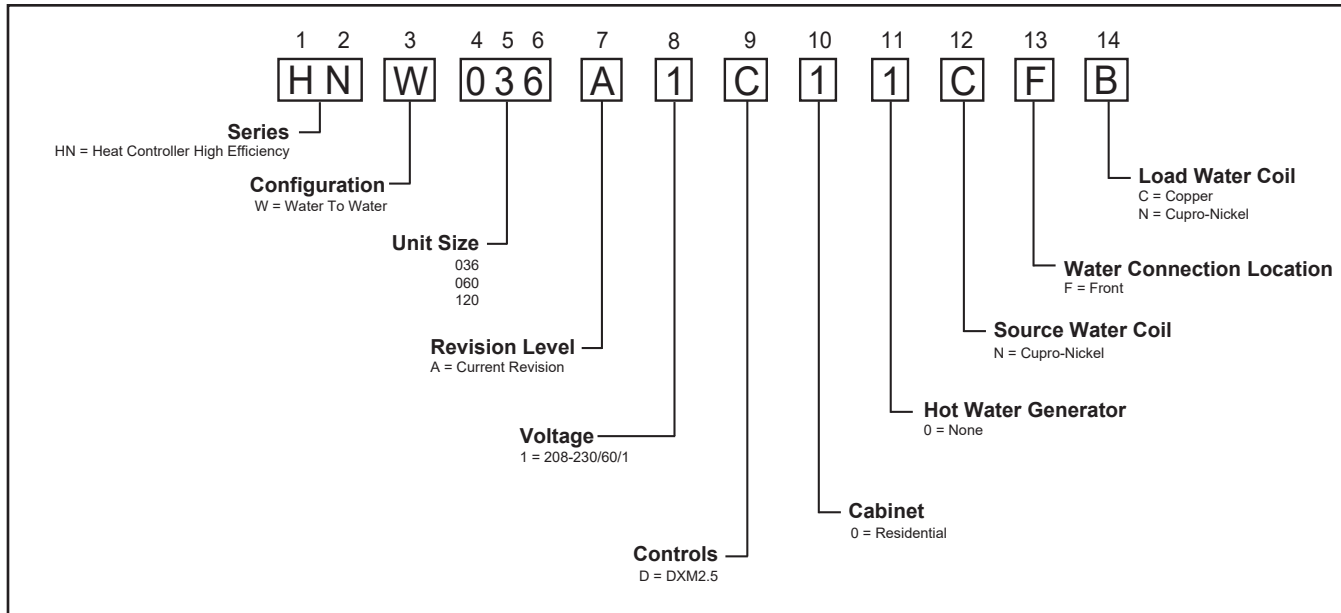 1 2 3 4 5 6 7 8 9 10 11 12 13 14
H N W 0 3 6 A 1 C 1 1 C F B
Series
HN = Heat Controller High Efficiency
Configuration
W = Water To Water
Unit Size
036
060
120
Revision Level
A = Current Revision
Voltage
1 = 208-230/60/1
Controls
D = DXM2.5
Cabinet
0 = Residential
Hot Water Generator
0 = None
Source Water Coil
N = Cupro-Nickel
Water Connection Location
F = Front
Load Water Coil
C = Copper
N = Cupro-Nickel